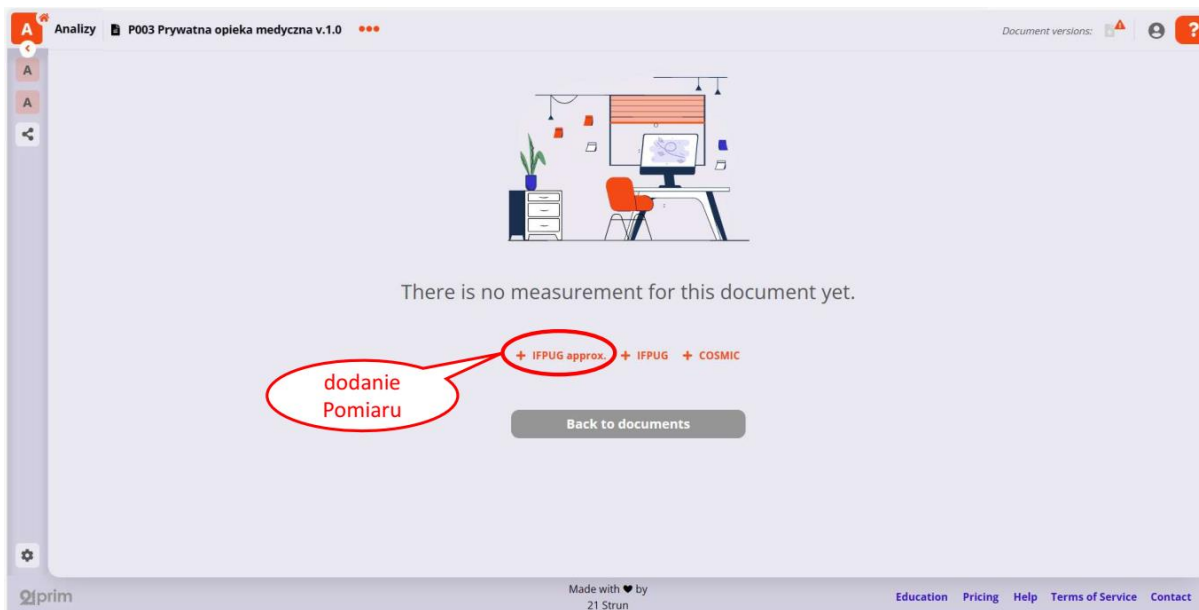 A
Analizy
P003 Prywatna opieka medyczna v.1.0
Document versions:
?
A
A
There is no measurement for this document yet.
+ IFPUG approx. + IFPUG + COSMIC
dodanie
Pomiaru
Back to documents
21prim
Made with ♥ by
21 Strun
Education Pricing Help Terms of Service Contact